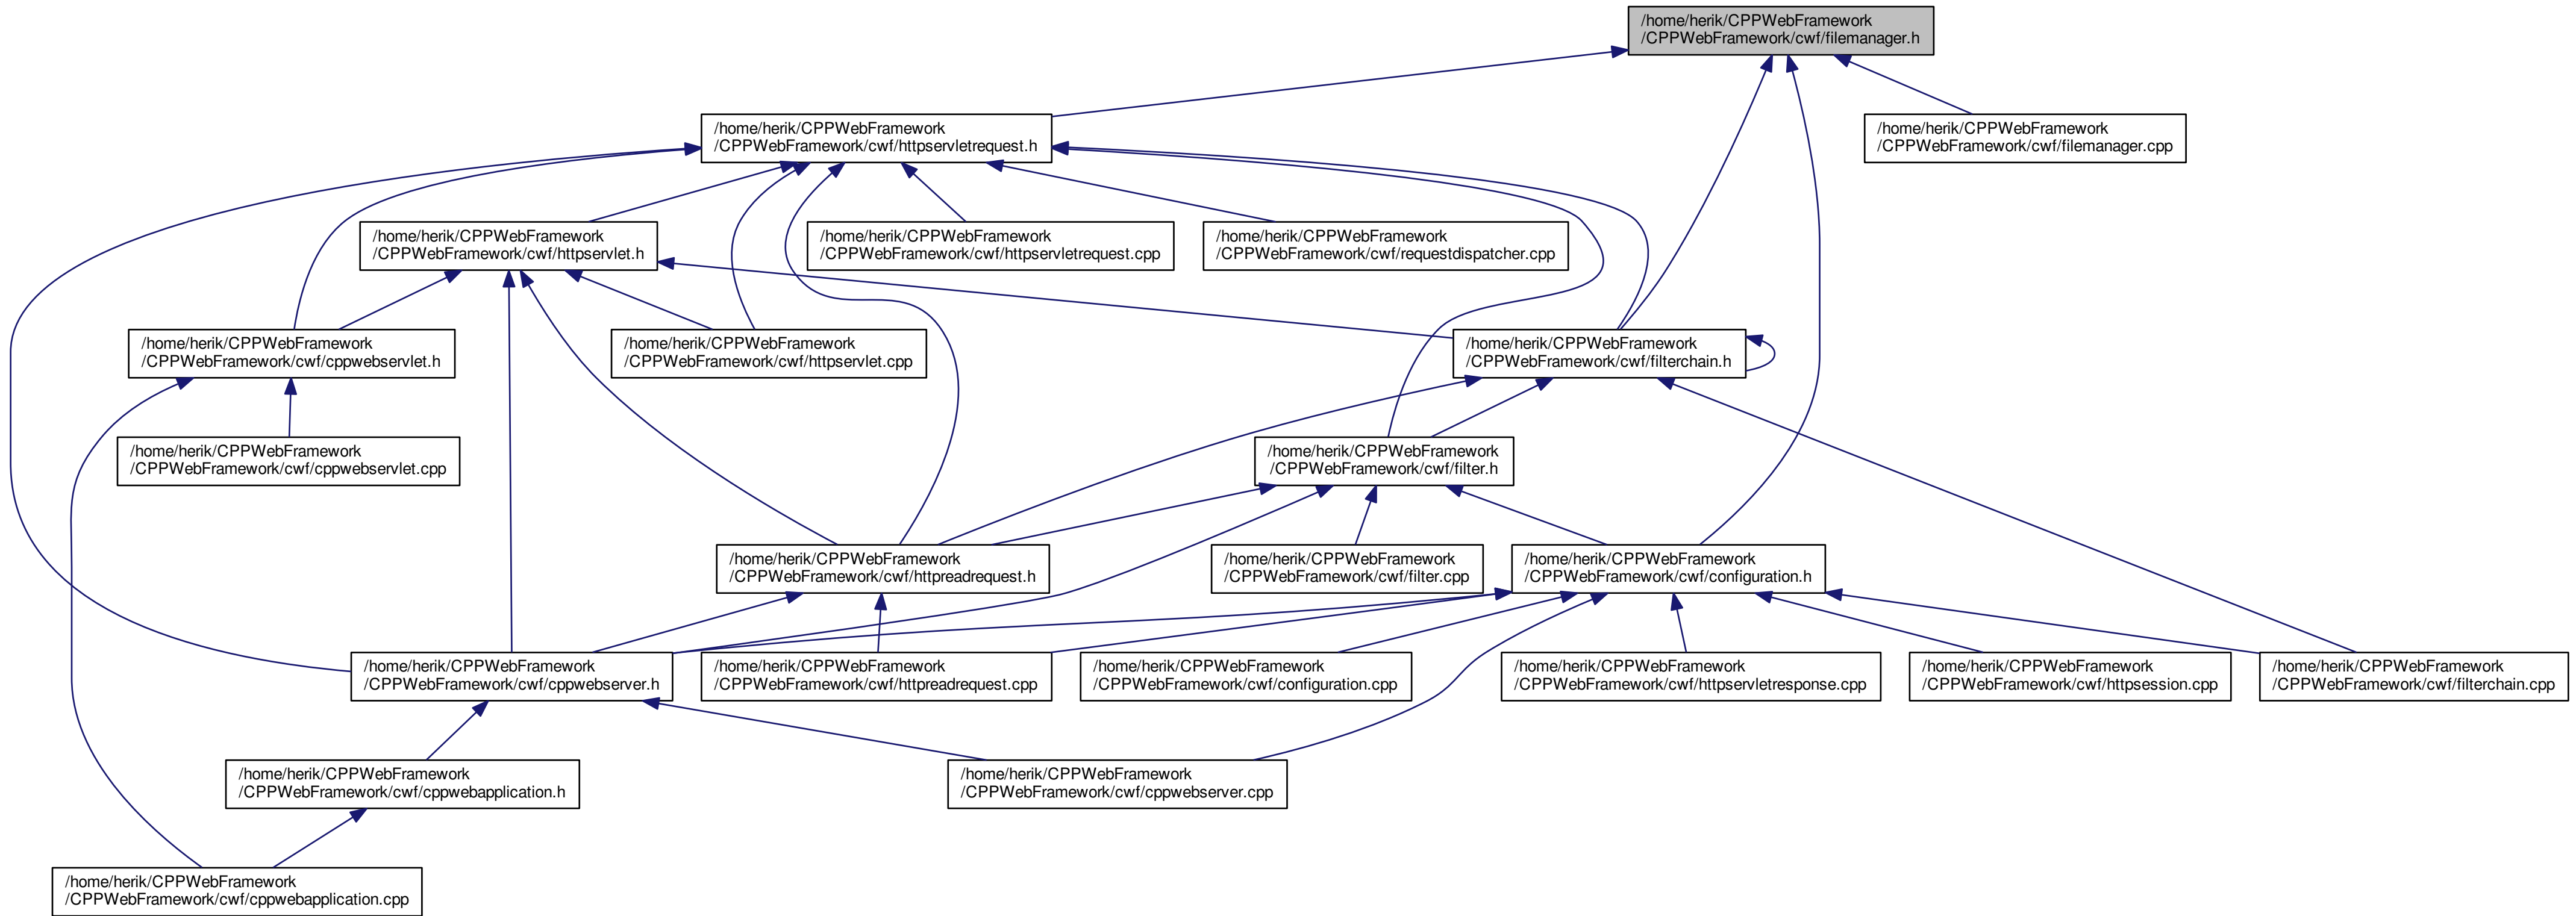 /home/herik/CPPWebFramework
/CPPWebFramework/cwf/filemanager.h
/home/herik/CPPWebFramework
/CPPWebFramework/cwf/httpservletrequest.h
/home/herik/CPPWebFramework
/CPPWebFramework/cwf/filemanager.cpp
/home/herik/CPPWebFramework
/CPPWebFramework/cwf/httpservlet.h
/home/herik/CPPWebFramework
/CPPWebFramework/cwf/httpservletrequest.cpp
/home/herik/CPPWebFramework
/CPPWebFramework/cwf/requestdispatcher.cpp
/home/herik/CPPWebFramework
/CPPWebFramework/cwf/cppwebservlet.h
/home/herik/CPPWebFramework
/CPPWebFramework/cwf/httpservlet.cpp
/home/herik/CPPWebFramework
/CPPWebFramework/cwf/filterchain.h
/home/herik/CPPWebFramework
/CPPWebFramework/cwf/cppwebservlet.cpp
/home/herik/CPPWebFramework
/CPPWebFramework/cwf/filter.h
/home/herik/CPPWebFramework
/CPPWebFramework/cwf/httpreadrequest.h
/home/herik/CPPWebFramework
/CPPWebFramework/cwf/filter.cpp
/home/herik/CPPWebFramework
/CPPWebFramework/cwf/configuration.h
/home/herik/CPPWebFramework
/CPPWebFramework/cwf/cppwebserver.h
/home/herik/CPPWebFramework
/CPPWebFramework/cwf/httpreadrequest.cpp
/home/herik/CPPWebFramework
/CPPWebFramework/cwf/configuration.cpp
/home/herik/CPPWebFramework
/CPPWebFramework/cwf/httpservletresponse.cpp
/home/herik/CPPWebFramework
/CPPWebFramework/cwf/httpsession.cpp
/home/herik/CPPWebFramework
/CPPWebFramework/cwf/filterchain.cpp
/home/herik/CPPWebFramework
/CPPWebFramework/cwf/cppwebapplication.h
/home/herik/CPPWebFramework
/CPPWebFramework/cwf/cppwebserver.cpp
/home/herik/CPPWebFramework
/CPPWebFramework/cwf/cppwebapplication.cpp